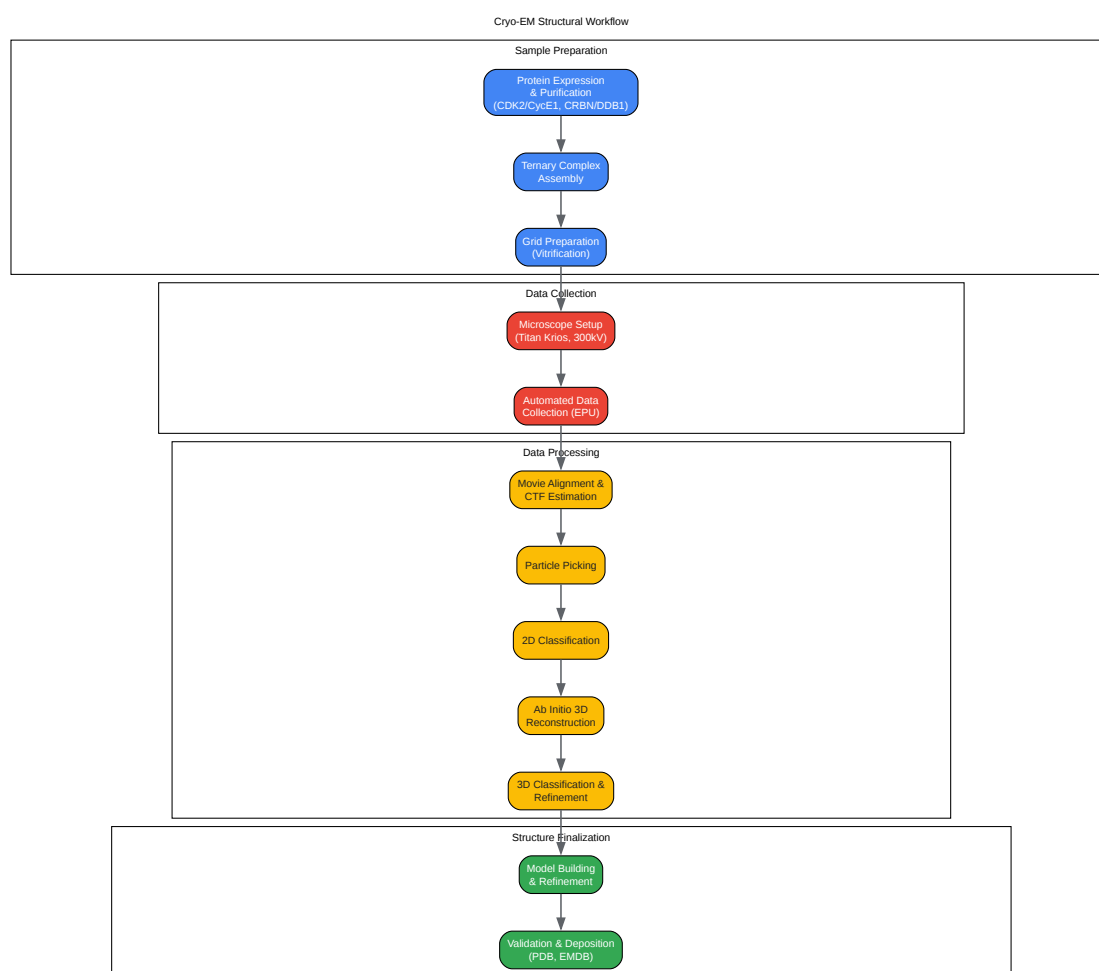 Cryo-EM Structural Workflow
Sample Preparation
Protein Expression
& Purification
(CDK2/CycE1, CRBN/DDB1)
Ternary Complex
Assembly
Grid Preparation
(Vitrification)
Data Collection
Microscope Setup
(Titan Krios, 300kV)
Automated Data
Collection (EPU)
Data Processing
Movie Alignment &
CTF Estimation
Particle Picking
2D Classification
Ab Initio 3D
Reconstruction
3D Classification &
Refinement
Structure Finalization
Model Building
& Refinement
Validation & Deposition
(PDB, EMDB)